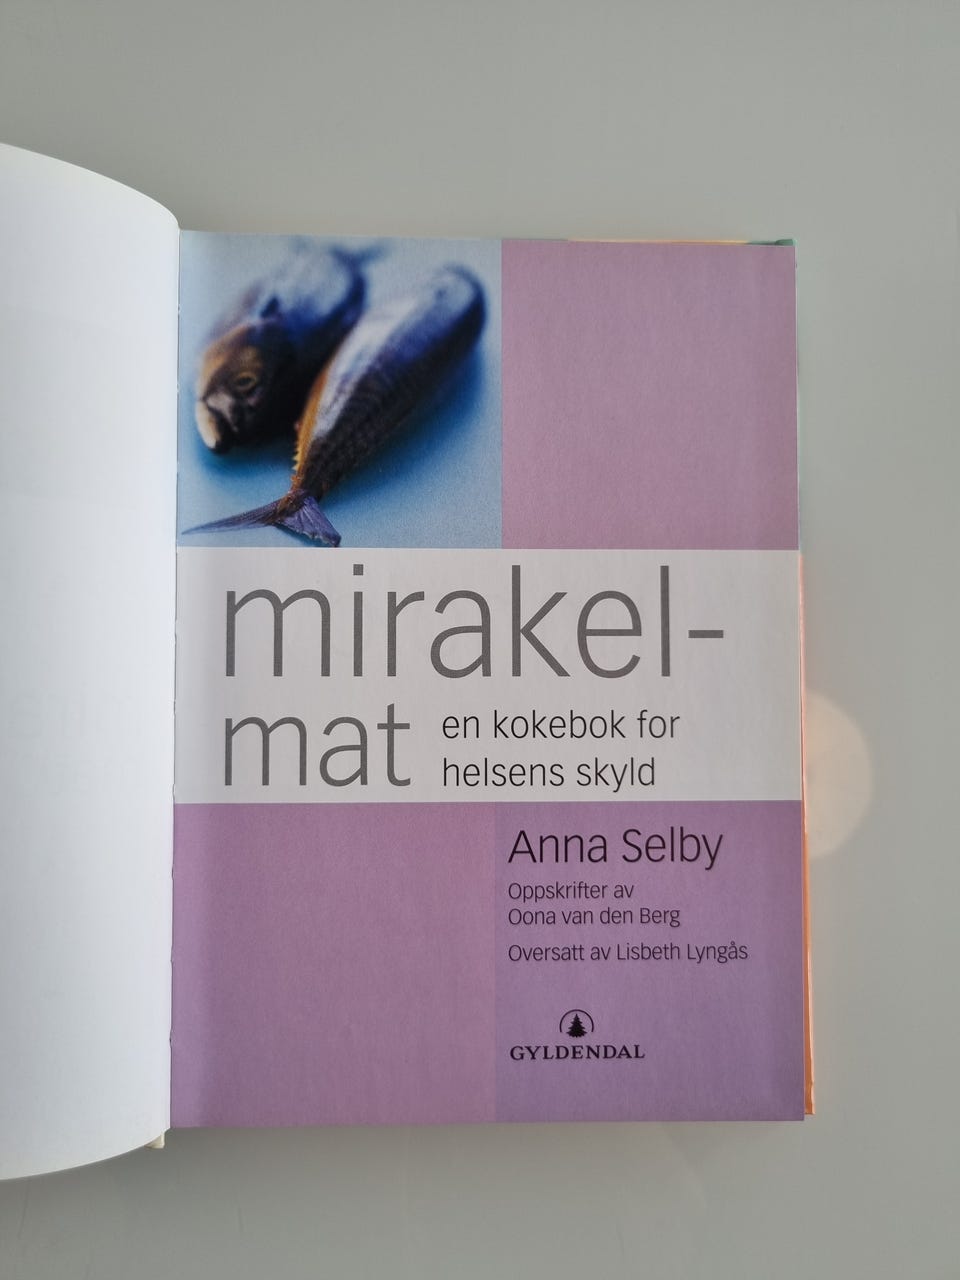 mirakel-
mat en kokebok for
helsens skyld
Anna Selby
Oppskrifter av
Oona van den Berg
Oversatt av Lisbeth Lyngås
GYLDENDAL